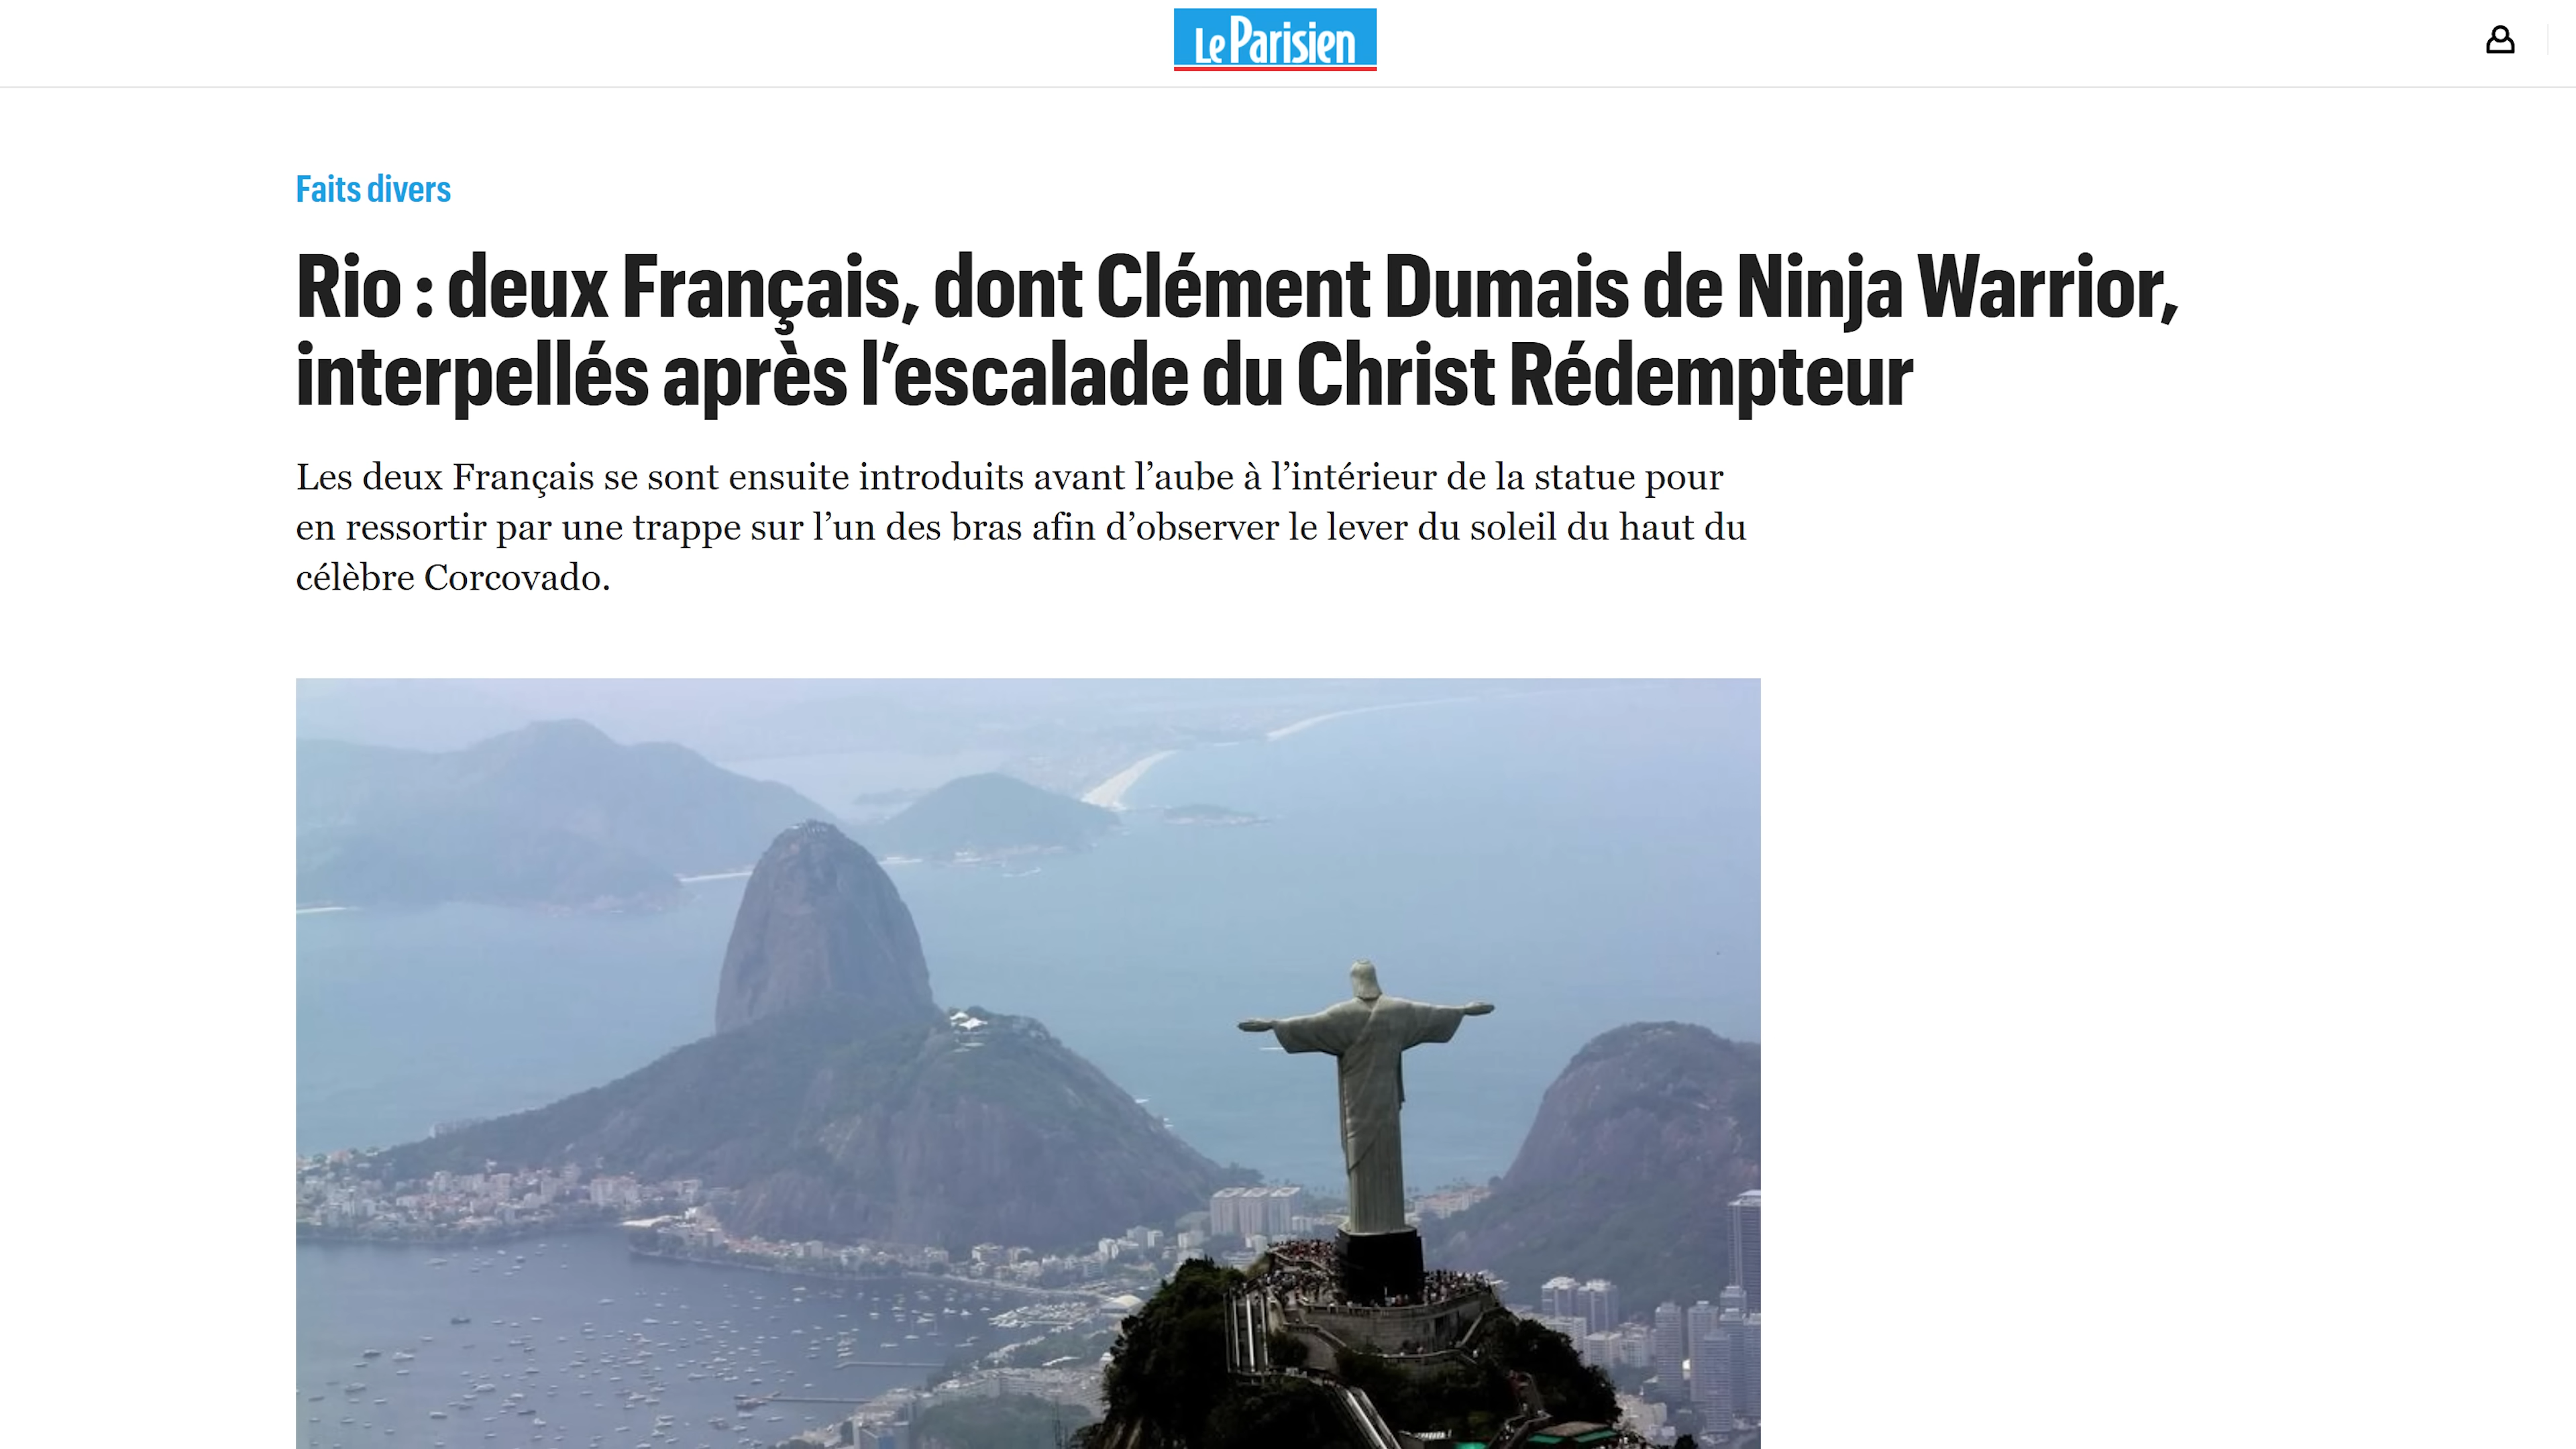 Le Parisien
Faits divers
Rio : deux Français, dont Clément Dumais de Ninja Warrior,
interpellés après l’escalade du Christ Rédempteur
Les deux Français se sont ensuite introduits avant l’aube à l’intérieur de la statue pour
en ressortir par une trappe sur l’un des bras afin d’observer le lever du soleil du haut du
célèbre Corcovado.